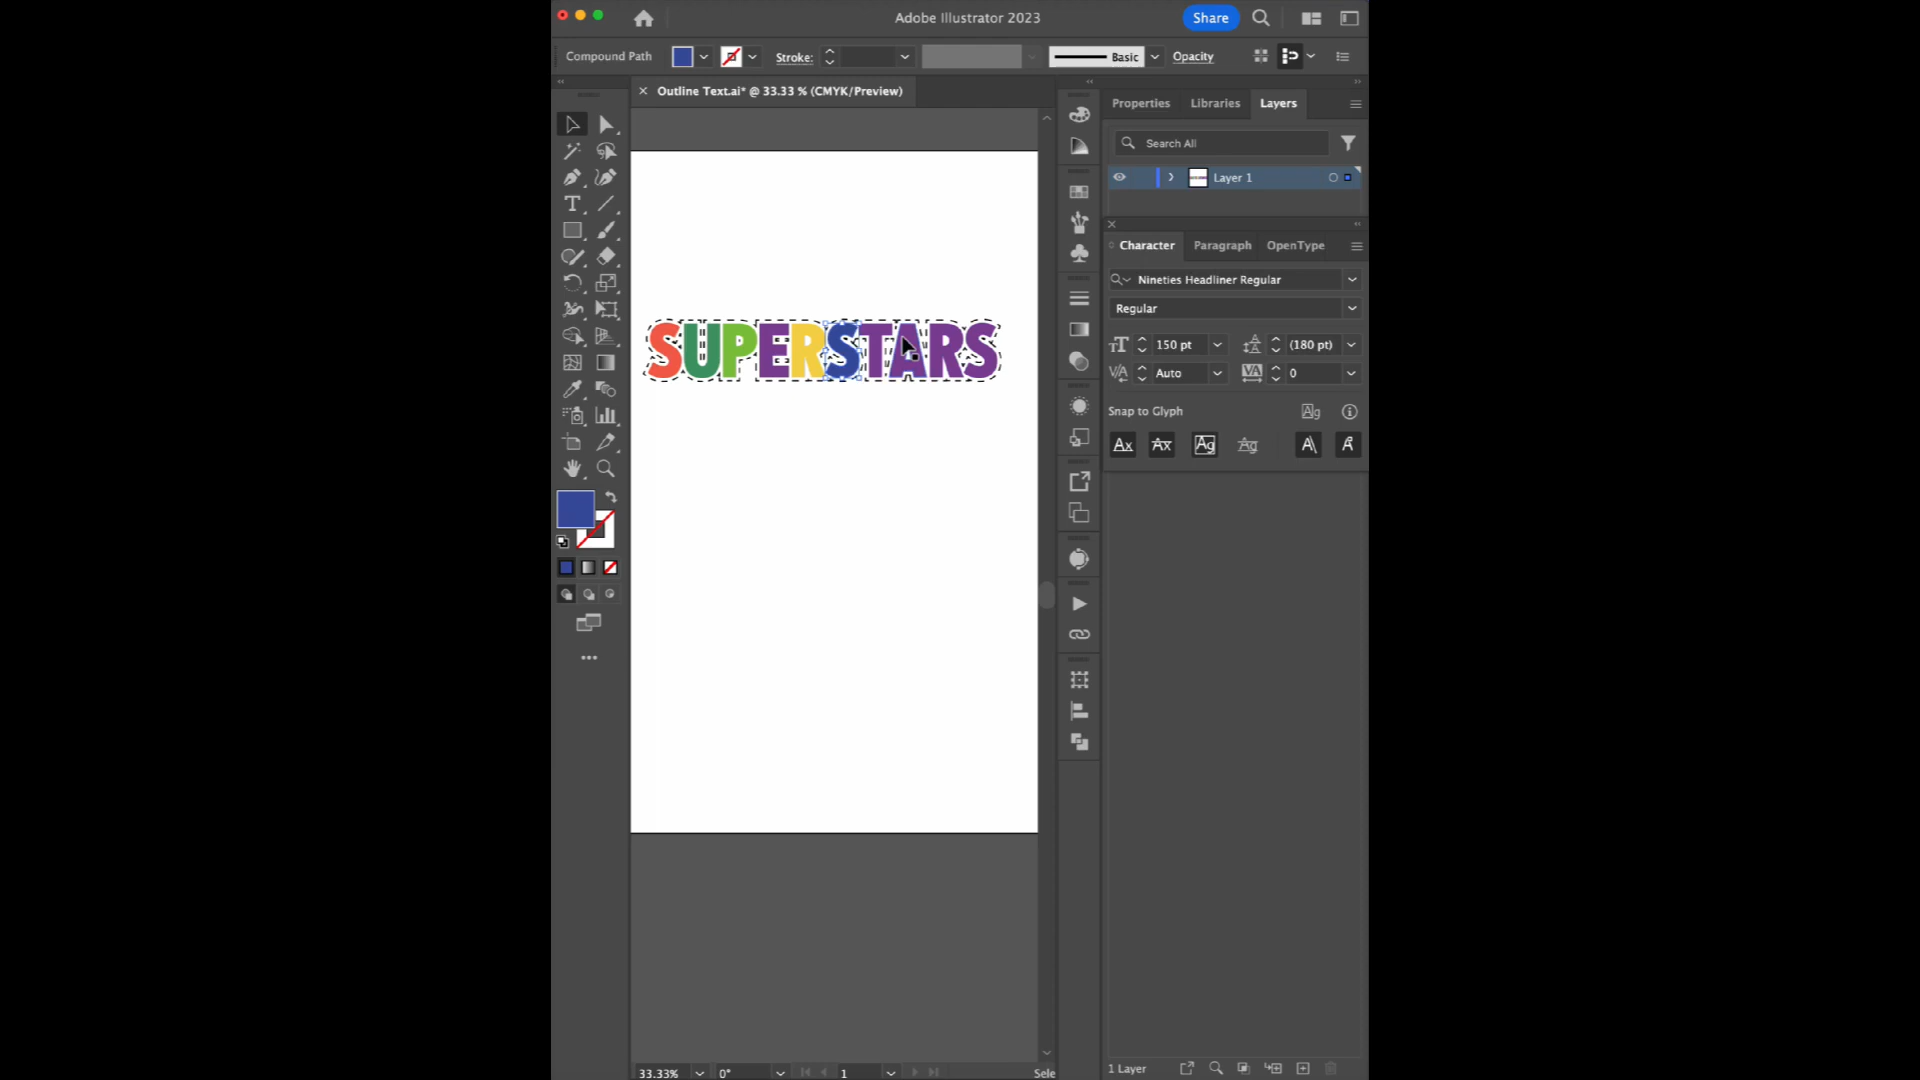 Adobe Illustrator 2023
Share
Compound Path
Stroke:
Basic
Opacity
Outline Text.ai* @ 33.33 % (CMYK/Preview)
Properties
Libraries
Layers
Search All
Layer 1
Character
Paragraph
OpenType
Nineties Headliner Regular
Regular
150 pt
(180 pt)
Auto
0
Snap to Glyph
SUPERSTARS
33.33%
0°
1
Sele
1 Layer